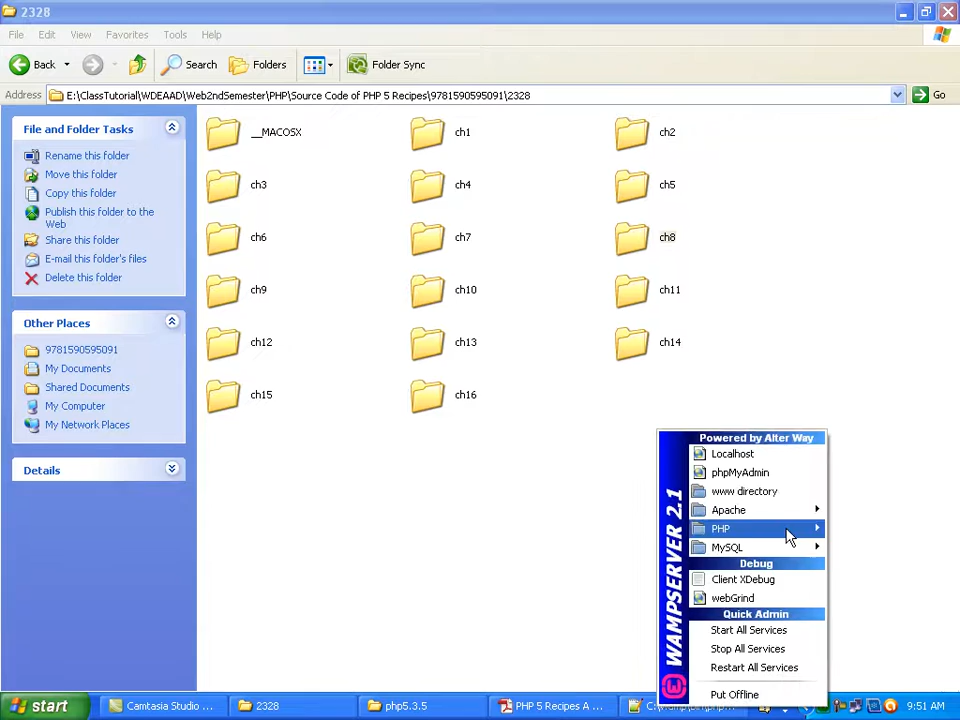 2328
File Edit View Favorites Tools Help
Back Search Folders Folder Sync
Address E:\ClassTutorial\WDEAAD\Web2ndSemester\PHP\Source Code of PHP 5 Recipes\9781590595091\2328 Go
File and Folder Tasks
Rename this folder
Move this folder
Copy this folder
Publish this folder to the
Web
Share this folder
E-mail this folder's files
Delete this folder
Other Places
9781590595091
My Documents
Shared Documents
My Computer
My Network Places
Details
__MACOSX ch1 ch2
ch3 ch4 ch5
ch6 ch7 ch8
ch9 ch10 ch11
ch12 ch13 ch14
ch15 ch16
WAMPSERVER 2.1
Powered by Alter Way
Localhost
phpMyAdmin
www directory
Apache
PHP
MySQL
Debug
Client XDebug
webGrind
Quick Admin
Start All Services
Stop All Services
Restart All Services
Put Offline
start Camtasia Studio ... 2328 php5.3.5 PHP 5 Recipes A ... 9:51 AM